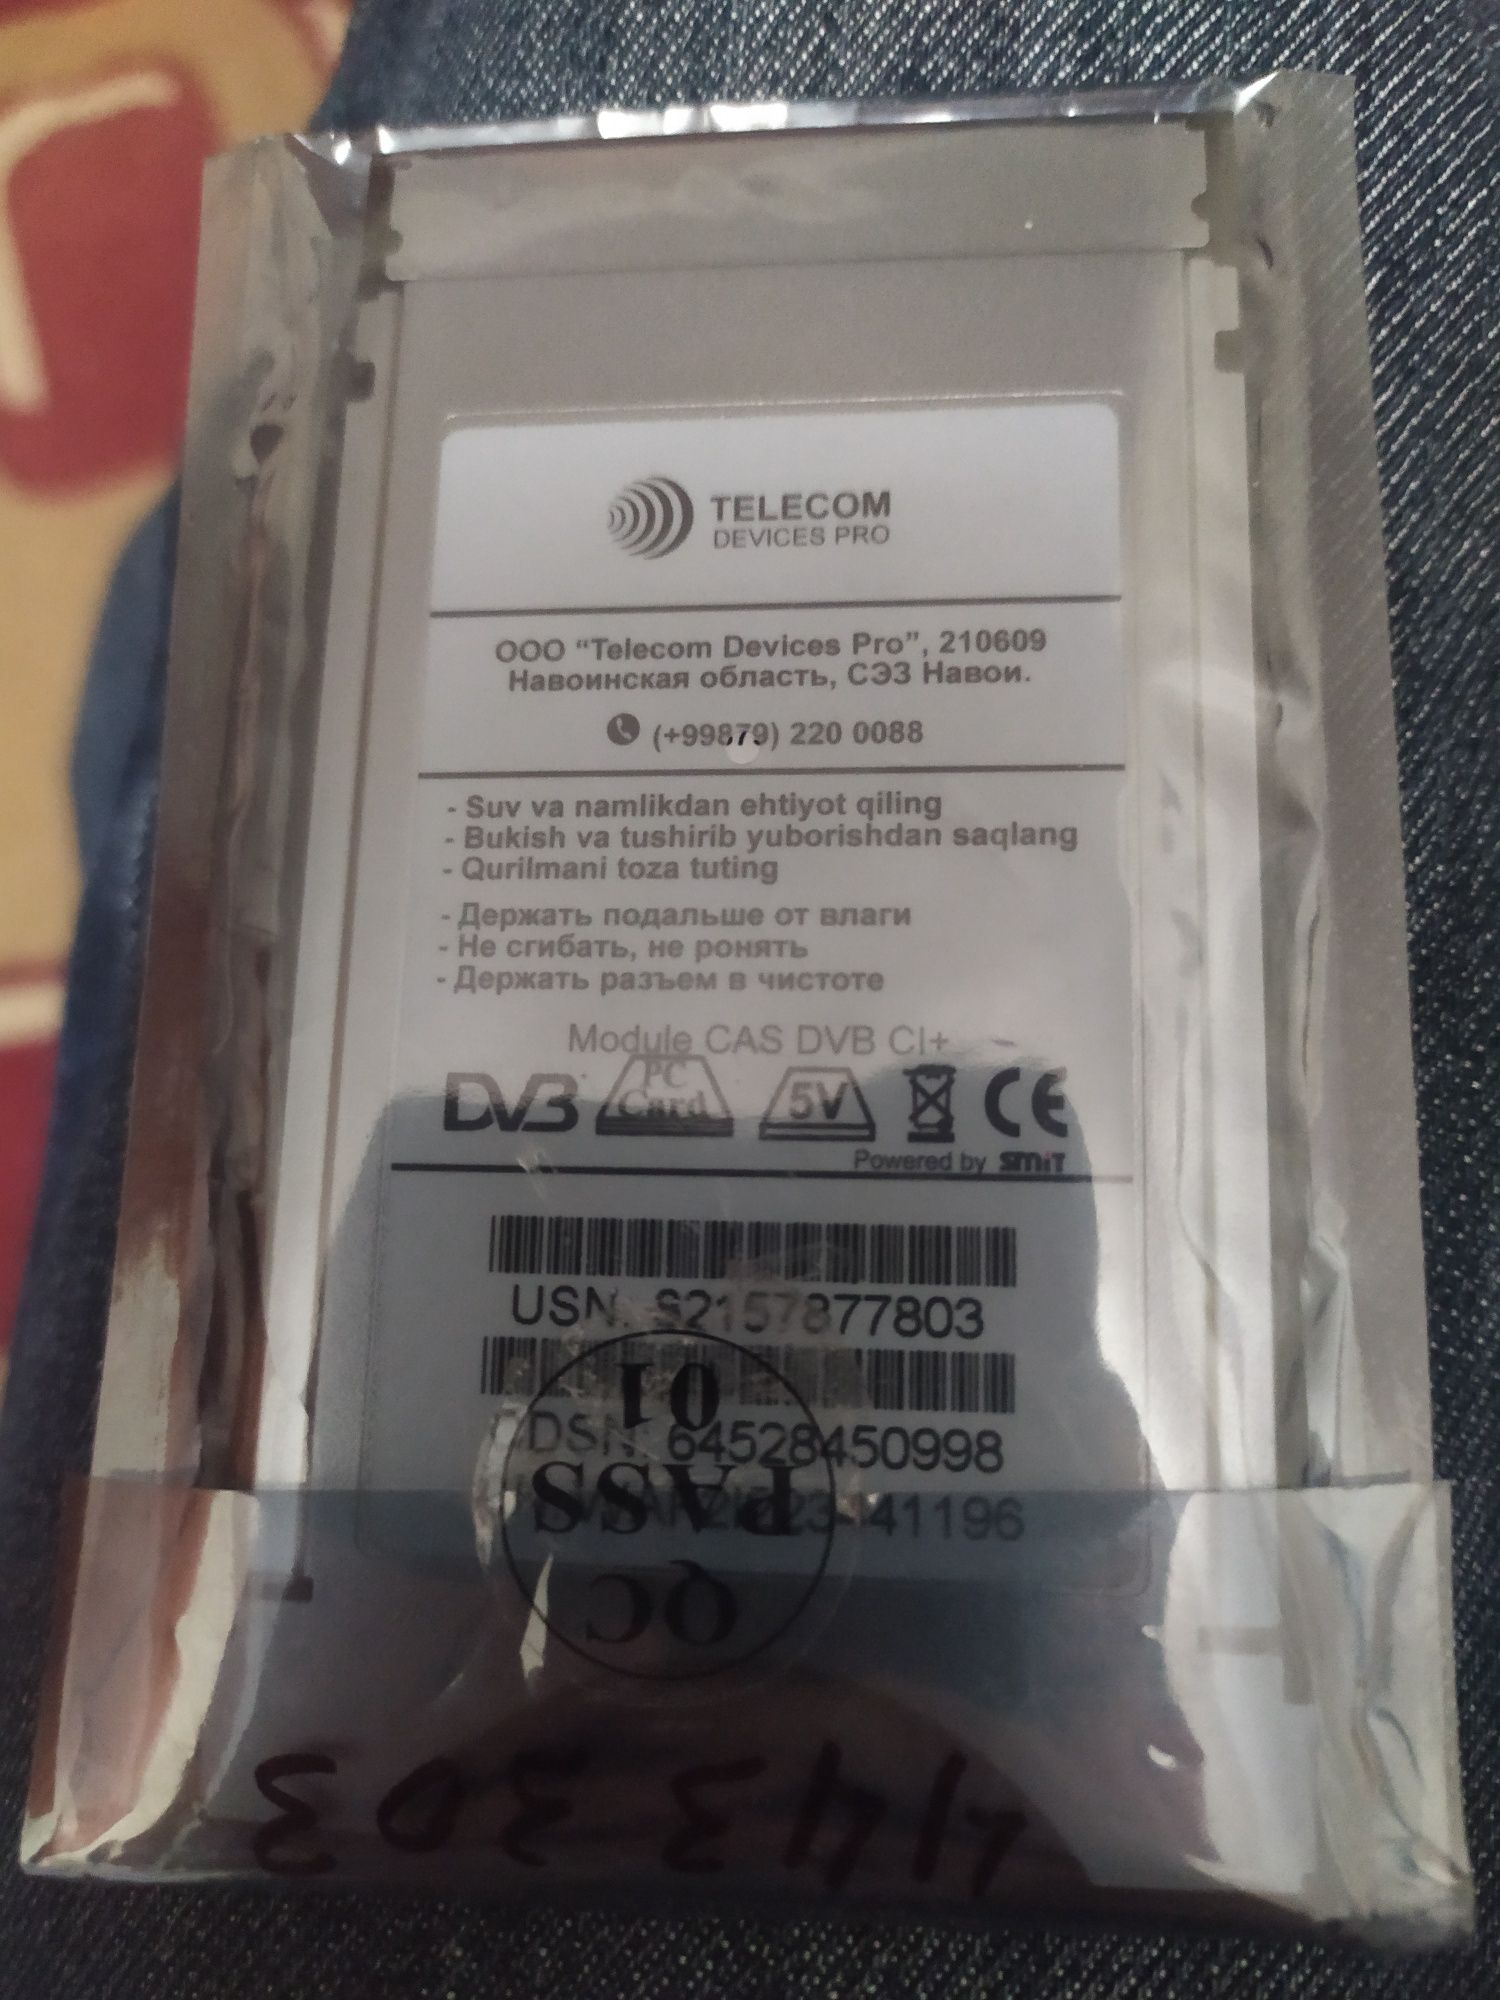 TELECOM
DEVICES PRO
ООО “Telecom Devices Pro”, 210609
Навоинская область, СЭЗ Навои.
(+99879) 220 0088
- Suv va namlikdan ehtiyot qiling
- Bukish va tushirib yuborishdan saqlang
- Qurilmani toza tuting
- Держать подальше от влаги
- Не сгибать, не ронять
- Держать разъем в чистоте
Module CAS DVB CI+
DVB PC Card 5V CE
Powered by SMiT
USN: S2157877803
CDSN: 64528450998
QC
PASS
01
44 3303